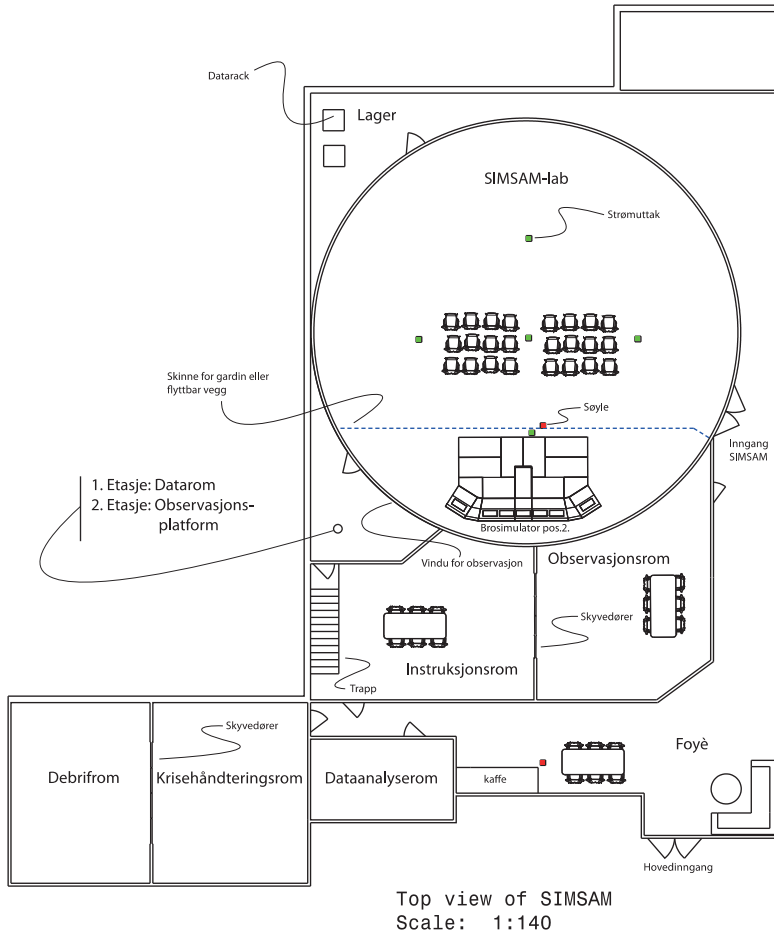 Datarack
Lager
SIMSAM-lab
Strømuttak
Skinne for gardin eller
flyttbar vegg
Søyle
Inngang
SIMSAM
1. Etasje: Datarom
2. Etasje: Observasjons-
platform
Brosimulator pos.2.
Vindu for observasjon
Observasjonsrom
Skyvedører
Instruksjonsrom
Trapp
Skyvedører
Foyè
Debrifrom
Krisehåndteringsrom
Dataanalyserom
kaffe
Hovedinngang
Top view of SIMSAM
Scale: 1:140